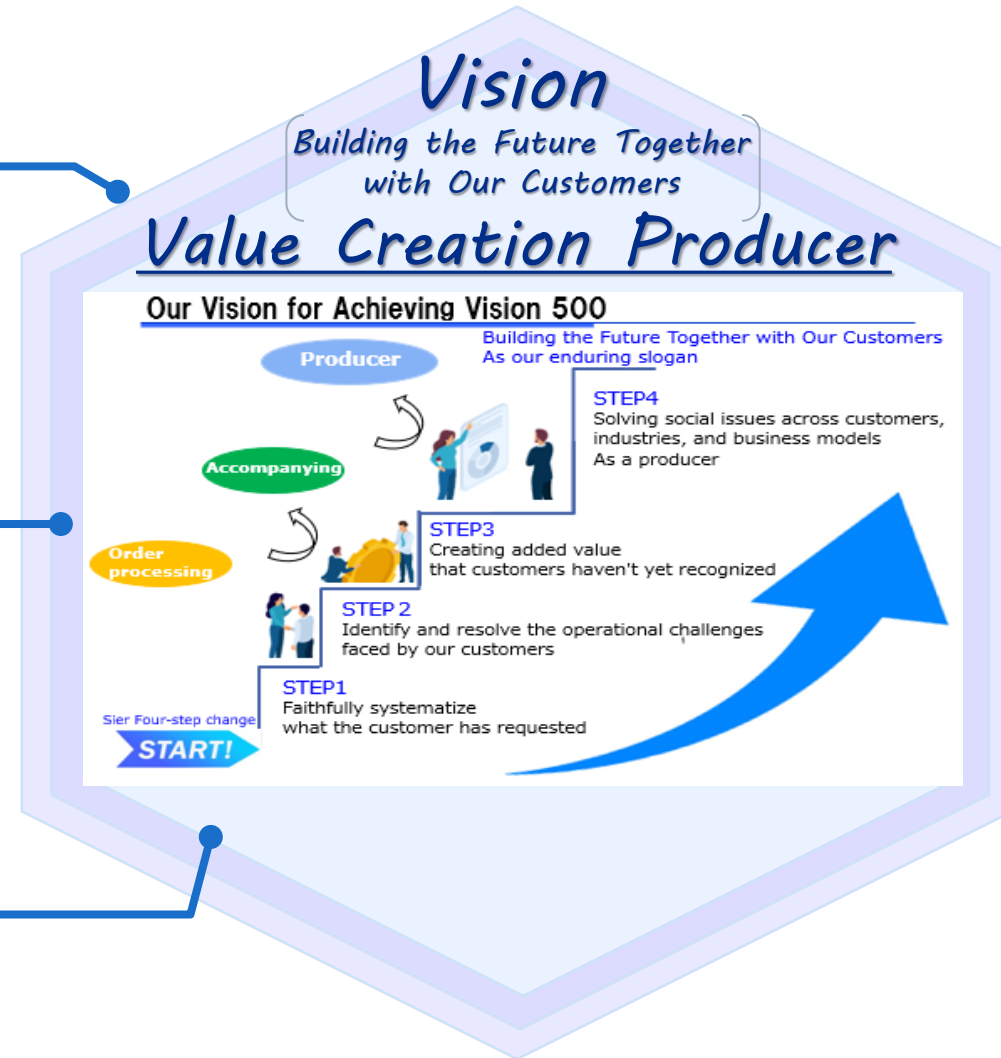 Vision
Building the Future Together
with Our Customers
Value Creation Producer
Our Vision for Achieving Vision 500
Building the Future Together with Our Customers
As our enduring slogan
Producer
STEP4
Solving social issues across customers,
industries, and business models
As a producer
Accompanying
STEP3
Creating added value
that customers haven't yet recognized
Order
processing
STEP 2
Identify and resolve the operational challenges
faced by our customers
STEP1
Faithfully systematize
what the customer has requested
SIer Four-step change
START!